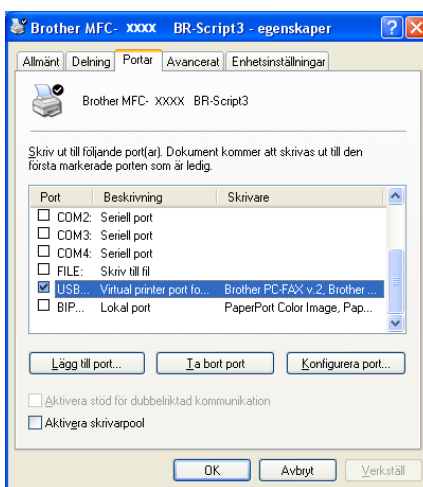 Brother MFC- XXXX BR-Script3 - egenskaper
Allmänt Delning Portar Avancerat Enhetsinställningar
Brother MFC- XXXX BR-Script3
Skriv ut till följande port(ar). Dokument kommer att skrivas ut till den
första markerade porten som är ledig.
Port Beskrivning Skrivare
COM2: Seriell port
COM3: Seriell port
COM4: Seriell port
FILE: Skriv till fil
USB... Virtual printer port fo... Brother PC-FAX v.2, Brother ...
BIP... Lokal port PaperPort Color Image, Pap...
Lägg till port... Ta bort port Konfigurera port...
Aktivera stöd för dubbelriktad kommunikation
Aktivera skrivarpool
OK Avbryt Verkställ